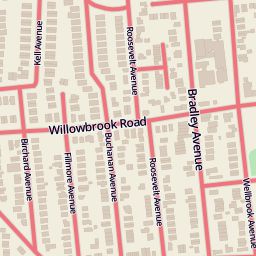 Kell Avenue
Roosevelt Avenue
Bradley Avenue
Willowbrook Road
Birchard Avenue
Fillmore Avenue
Buchanan Avenue
Roosevelt Avenue
Wellbrook Avenue